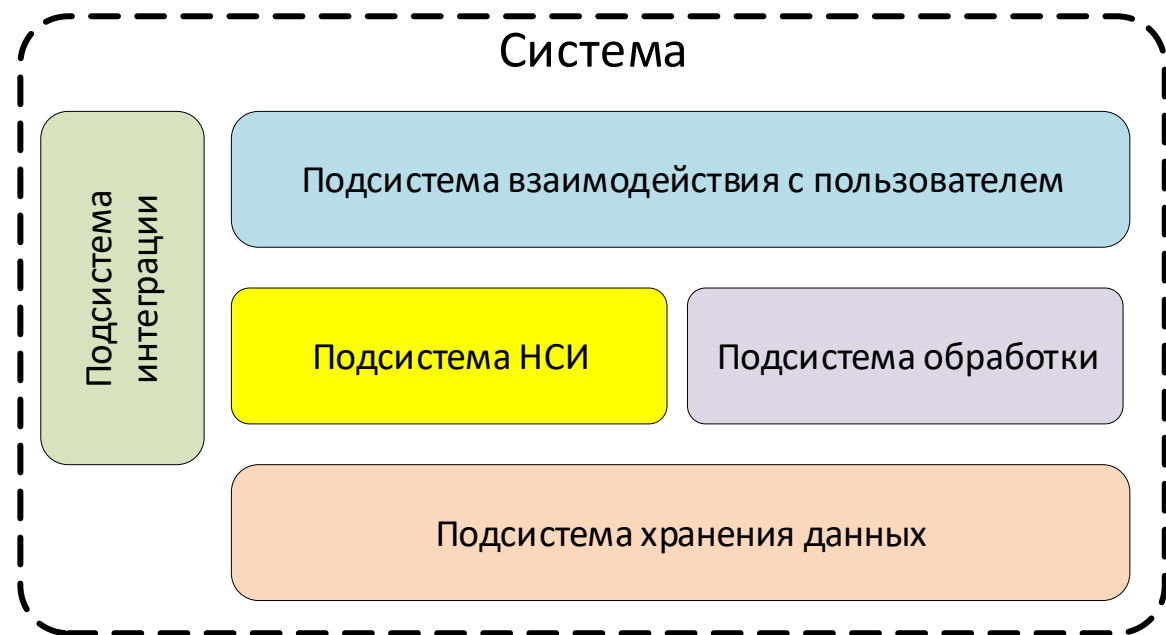 Система
Подсистема
интеграции
Подсистема взаимодействия с пользователем
Подсистема НСИ
Подсистема обработки
Подсистема хранения данных